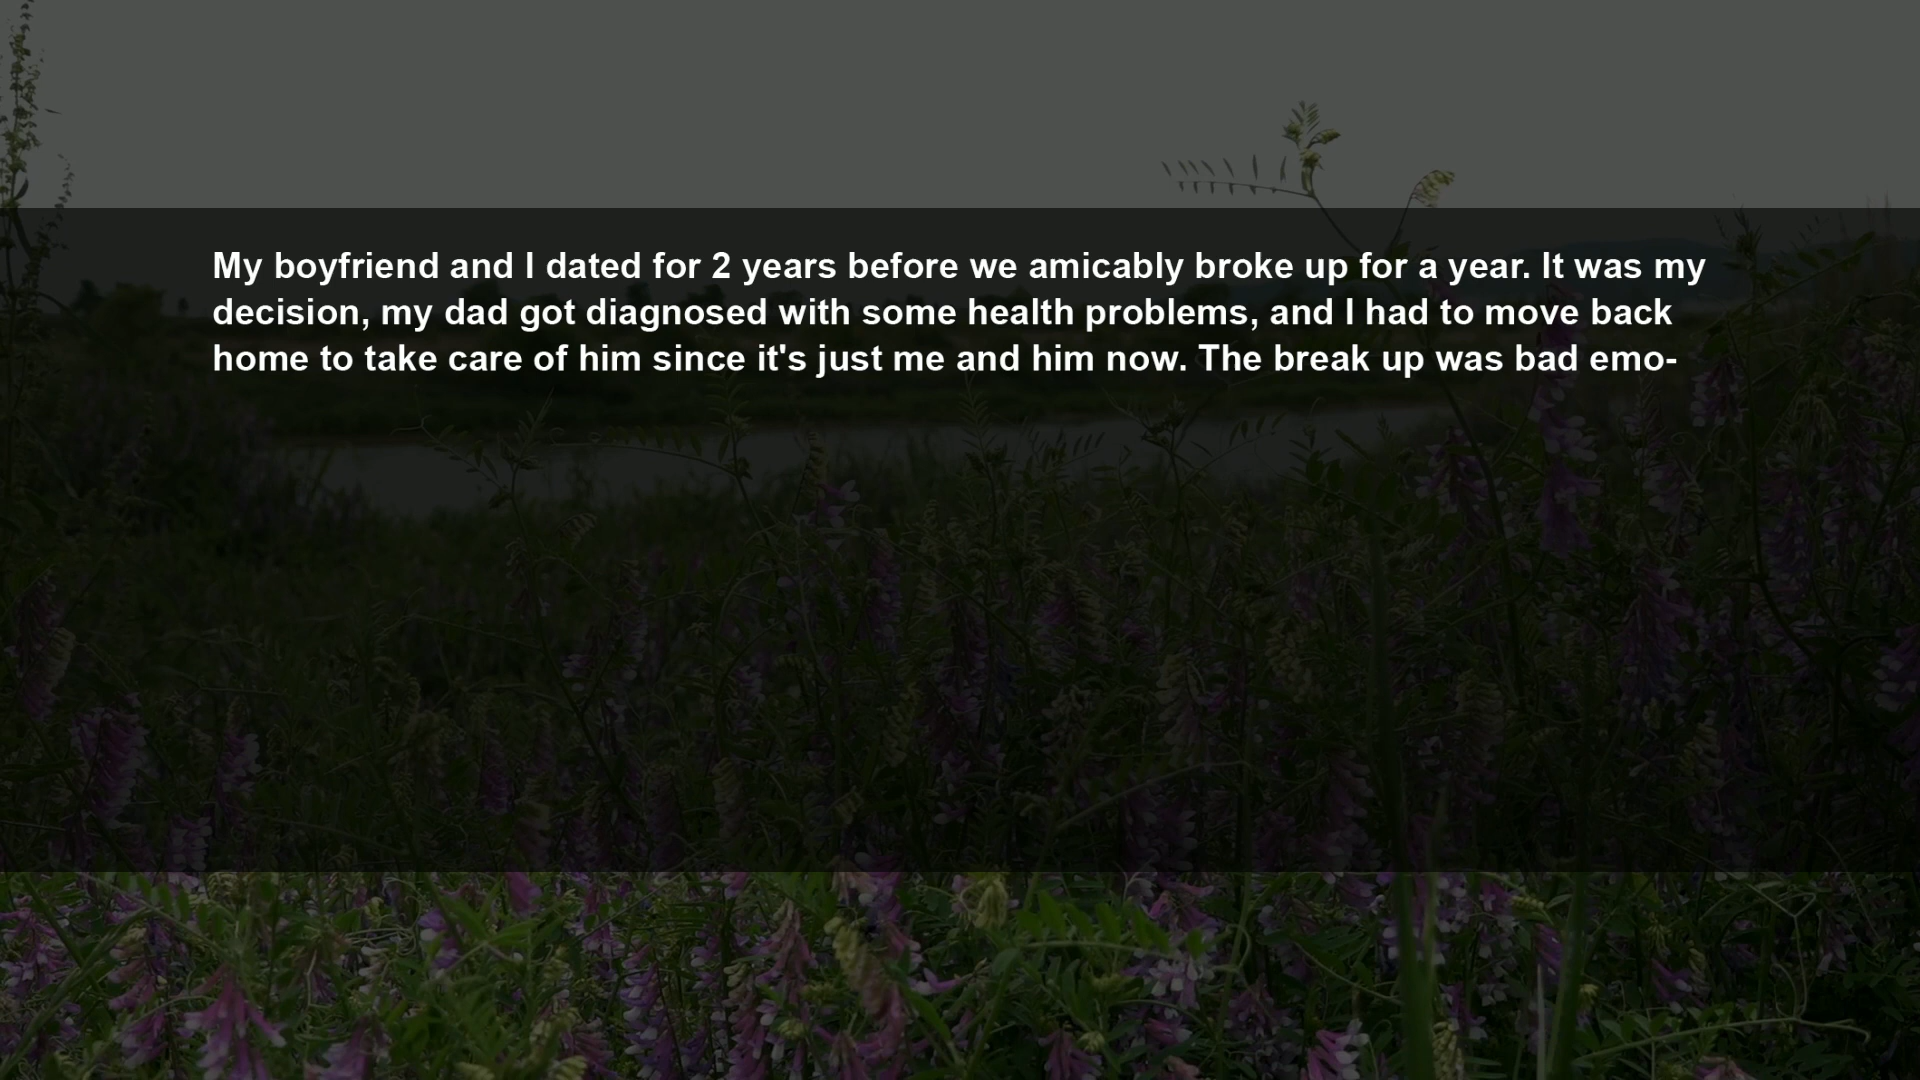 My boyfriend and I dated for 2 years before we amicably broke up for a year. It was my
decision, my dad got diagnosed with some health problems, and I had to move back
home to take care of him since it's just me and him now. The break up was bad emo-